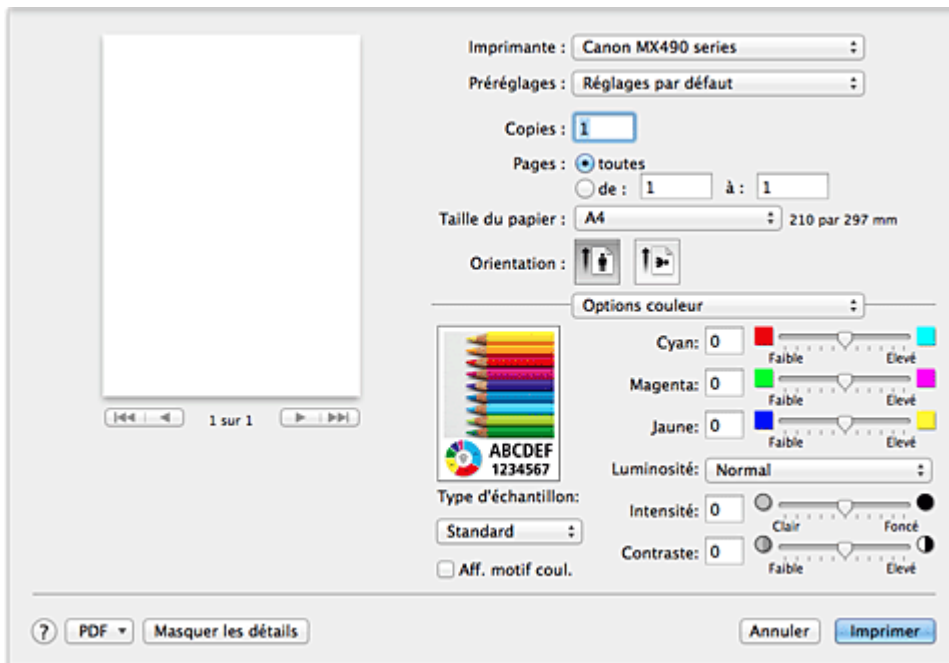 Imprimante : Canon MX490 series
Préréglages : Réglages par défaut
Copies : 1
Pages : toutes
de : 1 à : 1
Taille du papier : A4 210 par 297 mm
Orientation :
Options couleur
Cyan: 0
Faible Elevé
Magenta: 0
Faible Elevé
Jaune: 0
Faible Elevé
Luminosité: Normal
Intensité: 0
Clair Foncé
Contraste: 0
Faible Elevé
ABCDEF
1234567
Type d'échantillon:
Standard
Aff. motif coul.
1 sur 1
? PDF Masquer les détails Annuler Imprimer